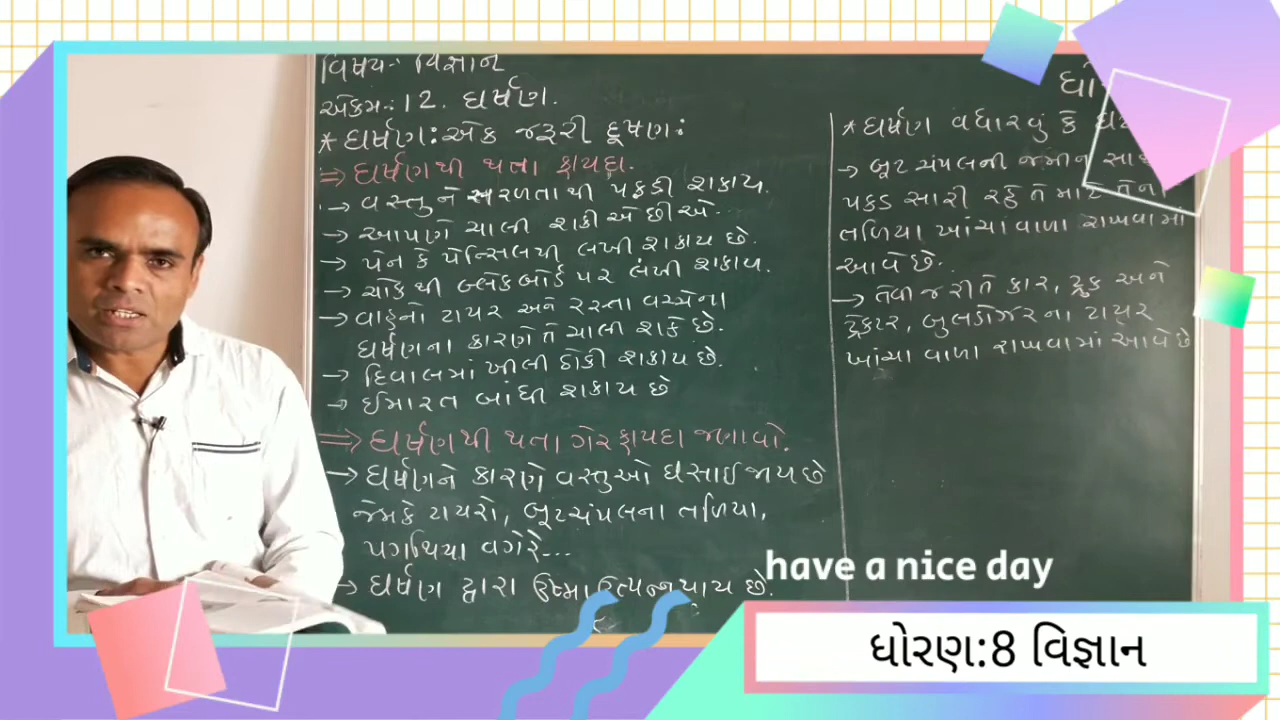 વિષય:- વિજ્ઞાન
એકમ:- 12. ઘર્ષણ.
* ઘર્ષણ: એક જરૂરી દૂષણ:
⇒ ઘર્ષણથી થતા ફાયદા.
→ વસ્તુને સરળતાથી પકડી શકાય.
→ આપણે ચાલી શકીએ છીએ.
→ પેન કે પેન્સિલથી લખી શકાય છે.
→ ચોકથી બ્લેકબોર્ડ પર લખી શકાય.
→ વાહનો ટાયર અને રસ્તા વચ્ચેના
ઘર્ષણના કારણે તે ચાલી શકે છે.
→ દિવાલમાં ખીલી ઠોકી શકાય છે.
→ ઈમારત બાંધી શકાય છે
⇒ ઘર્ષણથી થતા ગેરફાયદા જણાવો.
→ ઘર્ષણને કારણે વસ્તુઓ ઘસાઈ જાય છે
જેમકે ટાયરો, બૂટચંપલના તળિયા,
પગથિયા વગેરે...
→ ઘર્ષણ દ્વારા ઉષ્મા ઉત્પન્ન થાય છે.
* ઘર્ષણ વધારવું કે
→ બૂટ ચંપલની જમીન
પકડ સારી રહે તે માટે
તળિયા ખાંચાવાળા રાખવામાં
આવે છે.
→ તેવી જ રીતે કાર, ટ્રક અને
ટ્રેક્ટર, બુલડોઝરના ટાયર
ખાંચા વાળા રાખવામાં આવે છે
have a nice day
ધોરણ:8 વિજ્ઞાન